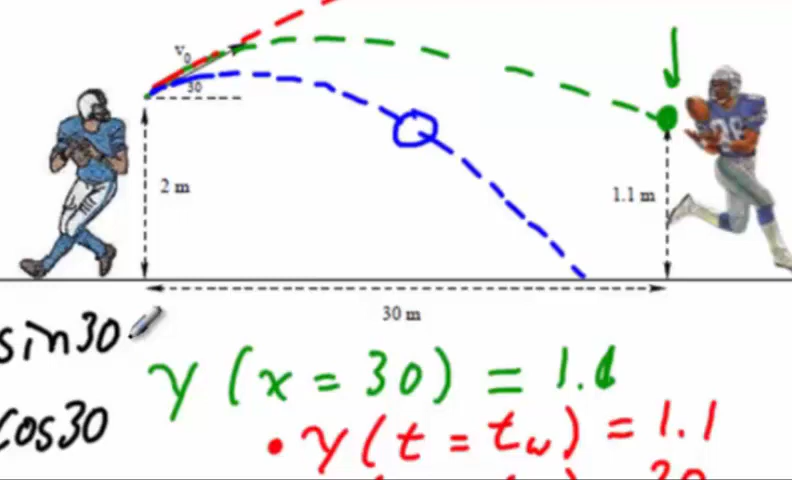 v0
30
2 m
1.1 m
30 m
sin30
y (x = 30) = 1.1
cos30
• y(t = tw) = 1.1